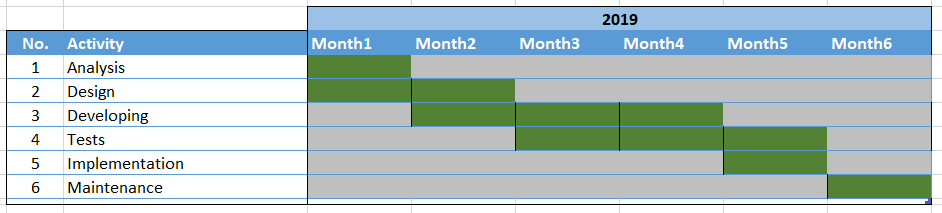 2019
No. Activity Month1 Month2 Month3 Month4 Month5 Month6
1 Analysis
2 Design
3 Developing
4 Tests
5 Implementation
6 Maintenance